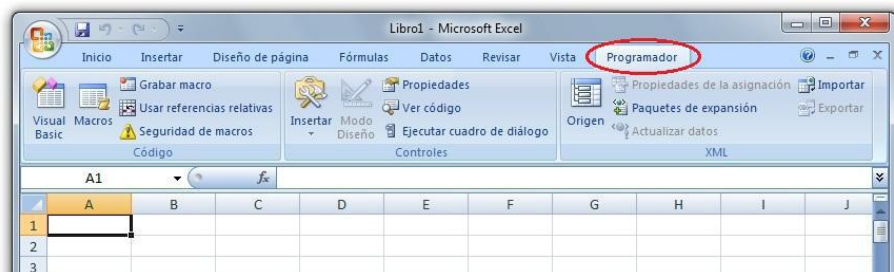 Libro1 - Microsoft Excel
Inicio Insertar Diseño de página Fórmulas Datos Revisar Vista Programador
Visual Basic
Macros
Grabar macro
Usar referencias relativas
Seguridad de macros
Código
Insertar
Modo Diseño
Propiedades
Ver código
Ejecutar cuadro de diálogo
Controles
Origen
Propiedades de la asignación
Paquetes de expansión
Actualizar datos
Importar
Exportar
XML
A1 fx
A B C D E F G H I J
1
2
3